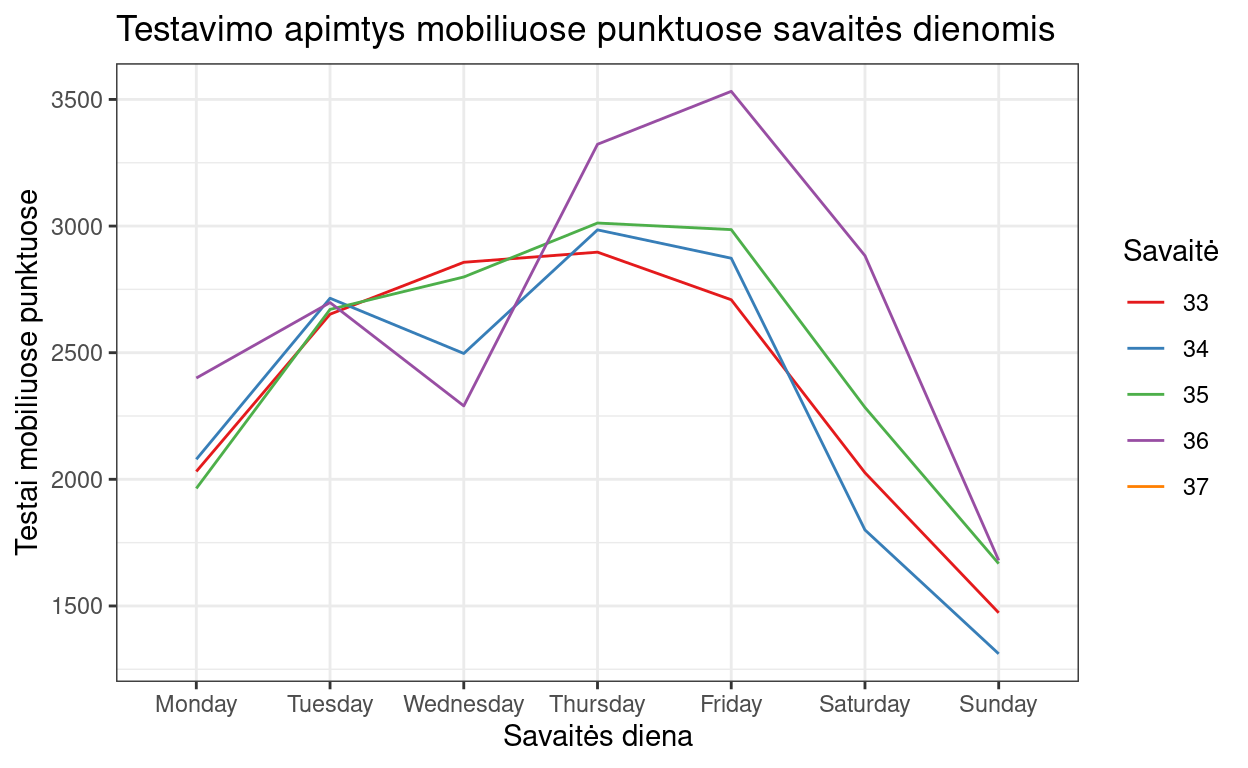 Testavimo apimtys mobiliuose punktuose savaitės dienomis
Testai mobiliuose punktuose
3500
3000
2500
2000
1500
Monday Tuesday Wednesday Thursday Friday Saturday Sunday
Savaitės diena
Savaitė
33
34
35
36
37